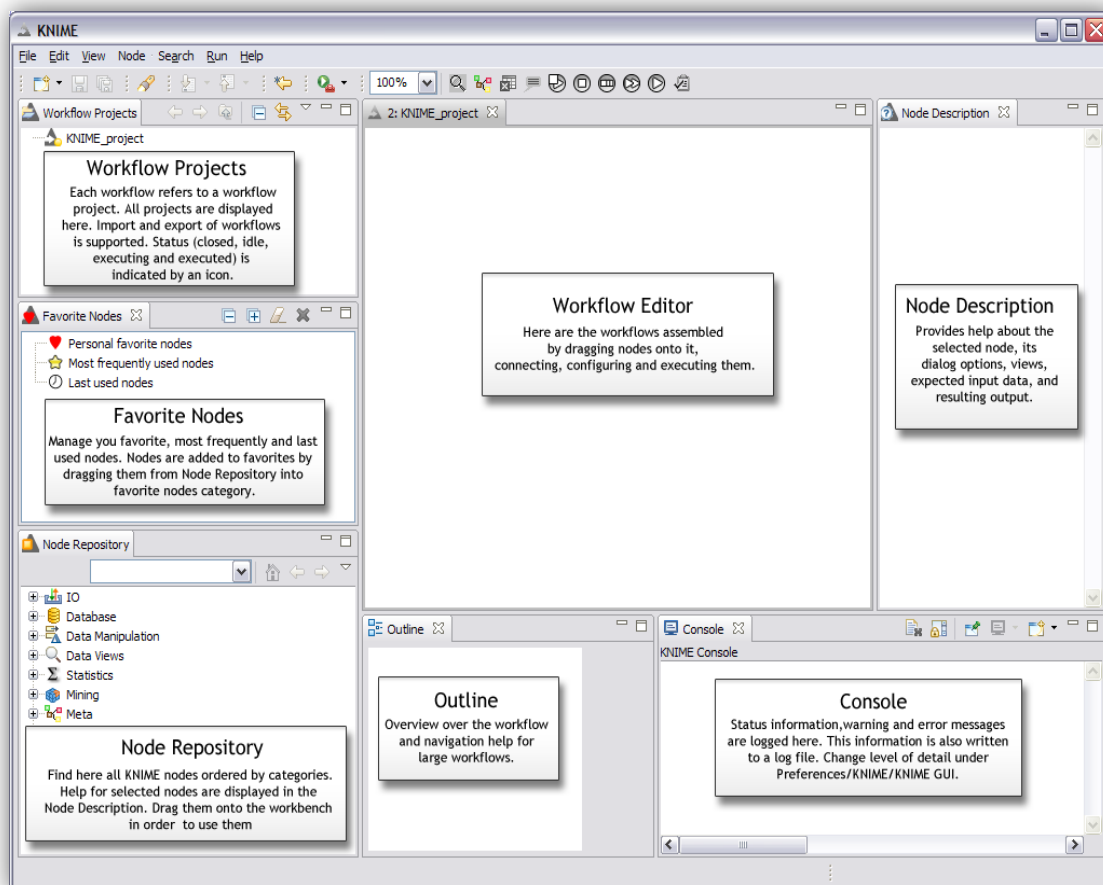 KNIME
File Edit View Node Search Run Help
100%
Workflow Projects
KNIME_project
Workflow Projects
Each workflow refers to a workflow
project. All projects are displayed
here. Import and export of workflows
is supported. Status (closed, idle,
executing and executed) is
indicated by an icon.
Favorite Nodes
Personal favorite nodes
Most frequently used nodes
Last used nodes
Favorite Nodes
Manage you favorite, most frequently and last
used nodes. Nodes are added to favorites by
dragging them from Node Repository into
favorite nodes category.
Node Repository
IO
Database
Data Manipulation
Data Views
Statistics
Mining
Meta
Node Repository
Find here all KNIME nodes ordered by categories.
Help for selected nodes are displayed in the
Node Description. Drag them onto the workbench
in order to use them
2: KNIME_project
Workflow Editor
Here are the workflows assembled
by dragging nodes onto it,
connecting, configuring and executing them.
Node Description
Node Description
Provides help about the
selected node, its
dialog options, views,
expected input data, and
resulting output.
Outline
Outline
Overview over the workflow
and navigation help for
large workflows.
Console
KNIME Console
Console
Status information,warning and error messages
are logged here. This information is also written
to a log file. Change level of detail under
Preferences/KNIME/KNIME GUI.